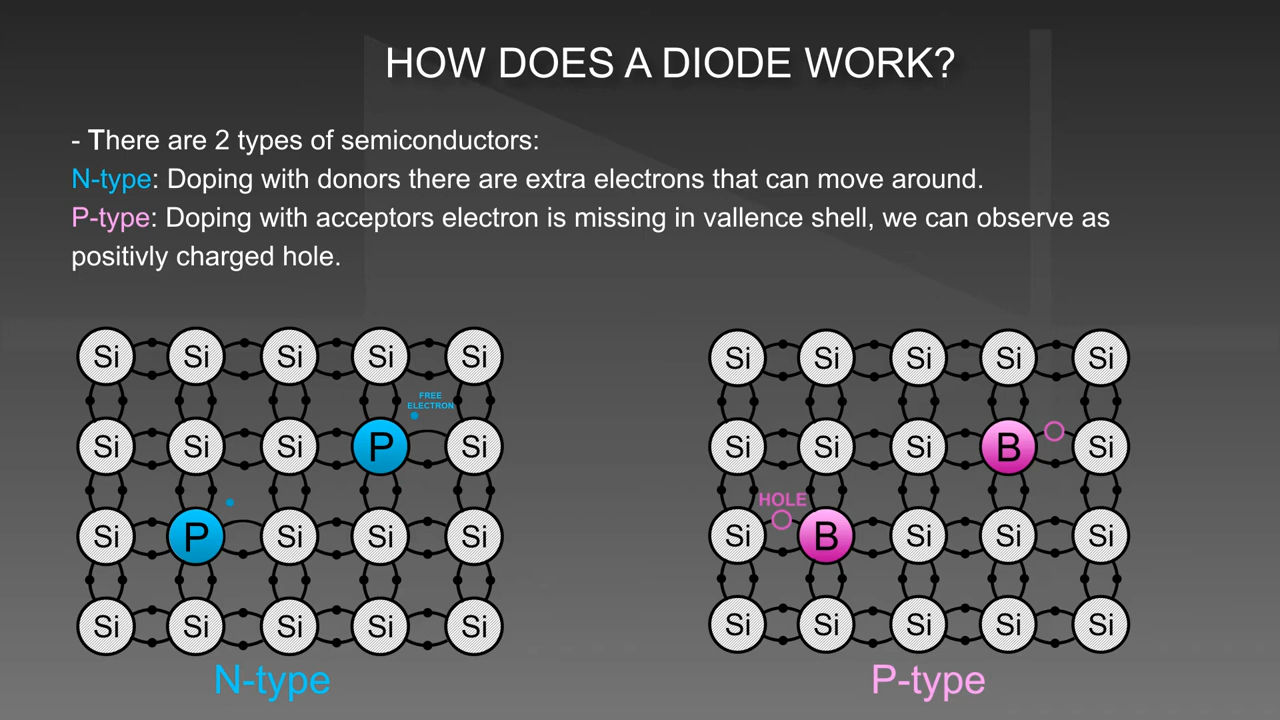 HOW DOES A DIODE WORK?
- There are 2 types of semiconductors:
N-type: Doping with donors there are extra electrons that can move around.
P-type: Doping with acceptors electron is missing in vallence shell, we can observe as
positivly charged hole.
Si Si Si Si Si
FREE
ELECTRON
Si Si Si P Si
Si P Si Si Si
Si Si Si Si Si
N-type
Si Si Si Si Si
Si Si Si B Si
HOLE
Si B Si Si Si
Si Si Si Si Si
P-type